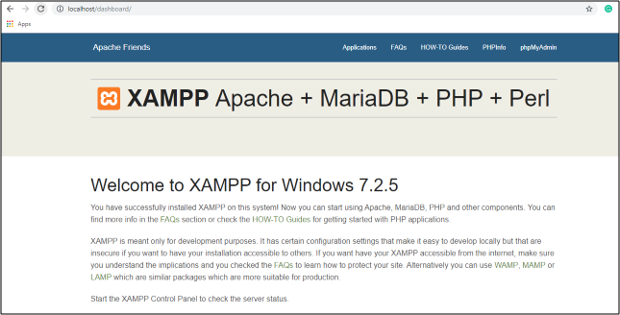 localhost/dashboard/
Apps
Apache Friends Applications FAQs HOW-TO Guides PHPInfo phpMyAdmin
XAMPP Apache + MariaDB + PHP + Perl
Welcome to XAMPP for Windows 7.2.5
You have successfully installed XAMPP on this system! Now you can start using Apache, MariaDB, PHP and other components. You can
find more info in the FAQs section or check the HOW-TO Guides for getting started with PHP applications.
XAMPP is meant only for development purposes. It has certain configuration settings that make it easy to develop locally but that are
insecure if you want to have your installation accessible to others. If you want have your XAMPP accessible from the internet, make sure
you understand the implications and you checked the FAQs to learn how to protect your site. Alternatively you can use WAMP, MAMP or
LAMP which are similar packages which are more suitable for production.
Start the XAMPP Control Panel to check the server status.